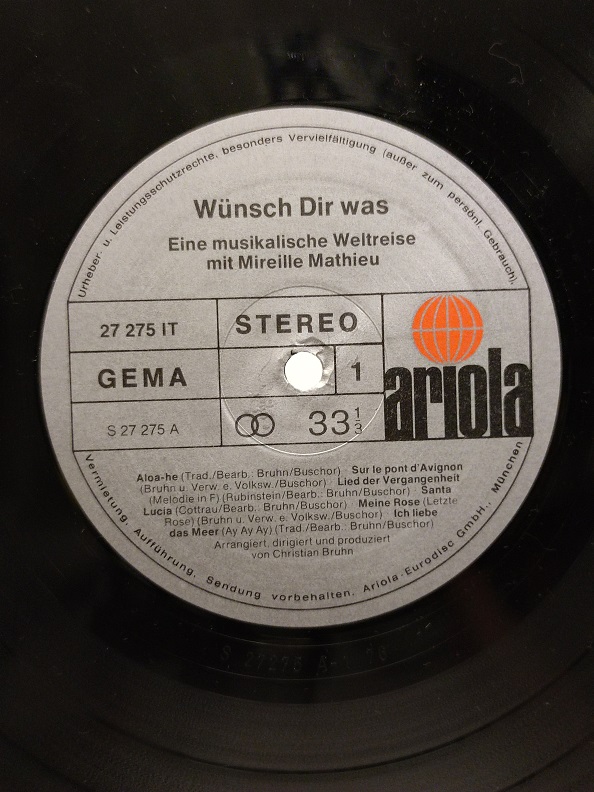 Urheber- u. Leistungsschutzrechte, besonders Vervielfältigung (außer zum persönl. Gebrauch),
Wünsch Dir was
Eine musikalische Weltreise
mit Mireille Mathieu
27 275 IT
STEREO
GEMA
1
ariola
S 27 275 A
33 1/3
Aloa-he (Trad./Bearb.: Bruhn/Buschor) · Sur le pont d'Avignon
(Bruhn u. Verw. e. Volksw./Buschor) · Lied der Vergangenheit
(Melodie in F) (Rubinstein/Bearb.: Bruhn/Buschor) · Santa
Lucia (Cottrau/Bearb.: Bruhn/Buschor) · Meine Rose (Letzte
Rose) (Bruhn u. Verw. e. Volksw./Buschor) · Ich liebe
das Meer (Ay Ay Ay) (Trad./Bearb.: Bruhn/Buschor)
Arrangiert, dirigiert und produziert
von Christian Bruhn
Vermietung, Aufführung, Sendung vorbehalten. Ariola-Eurodisc GmbH., München